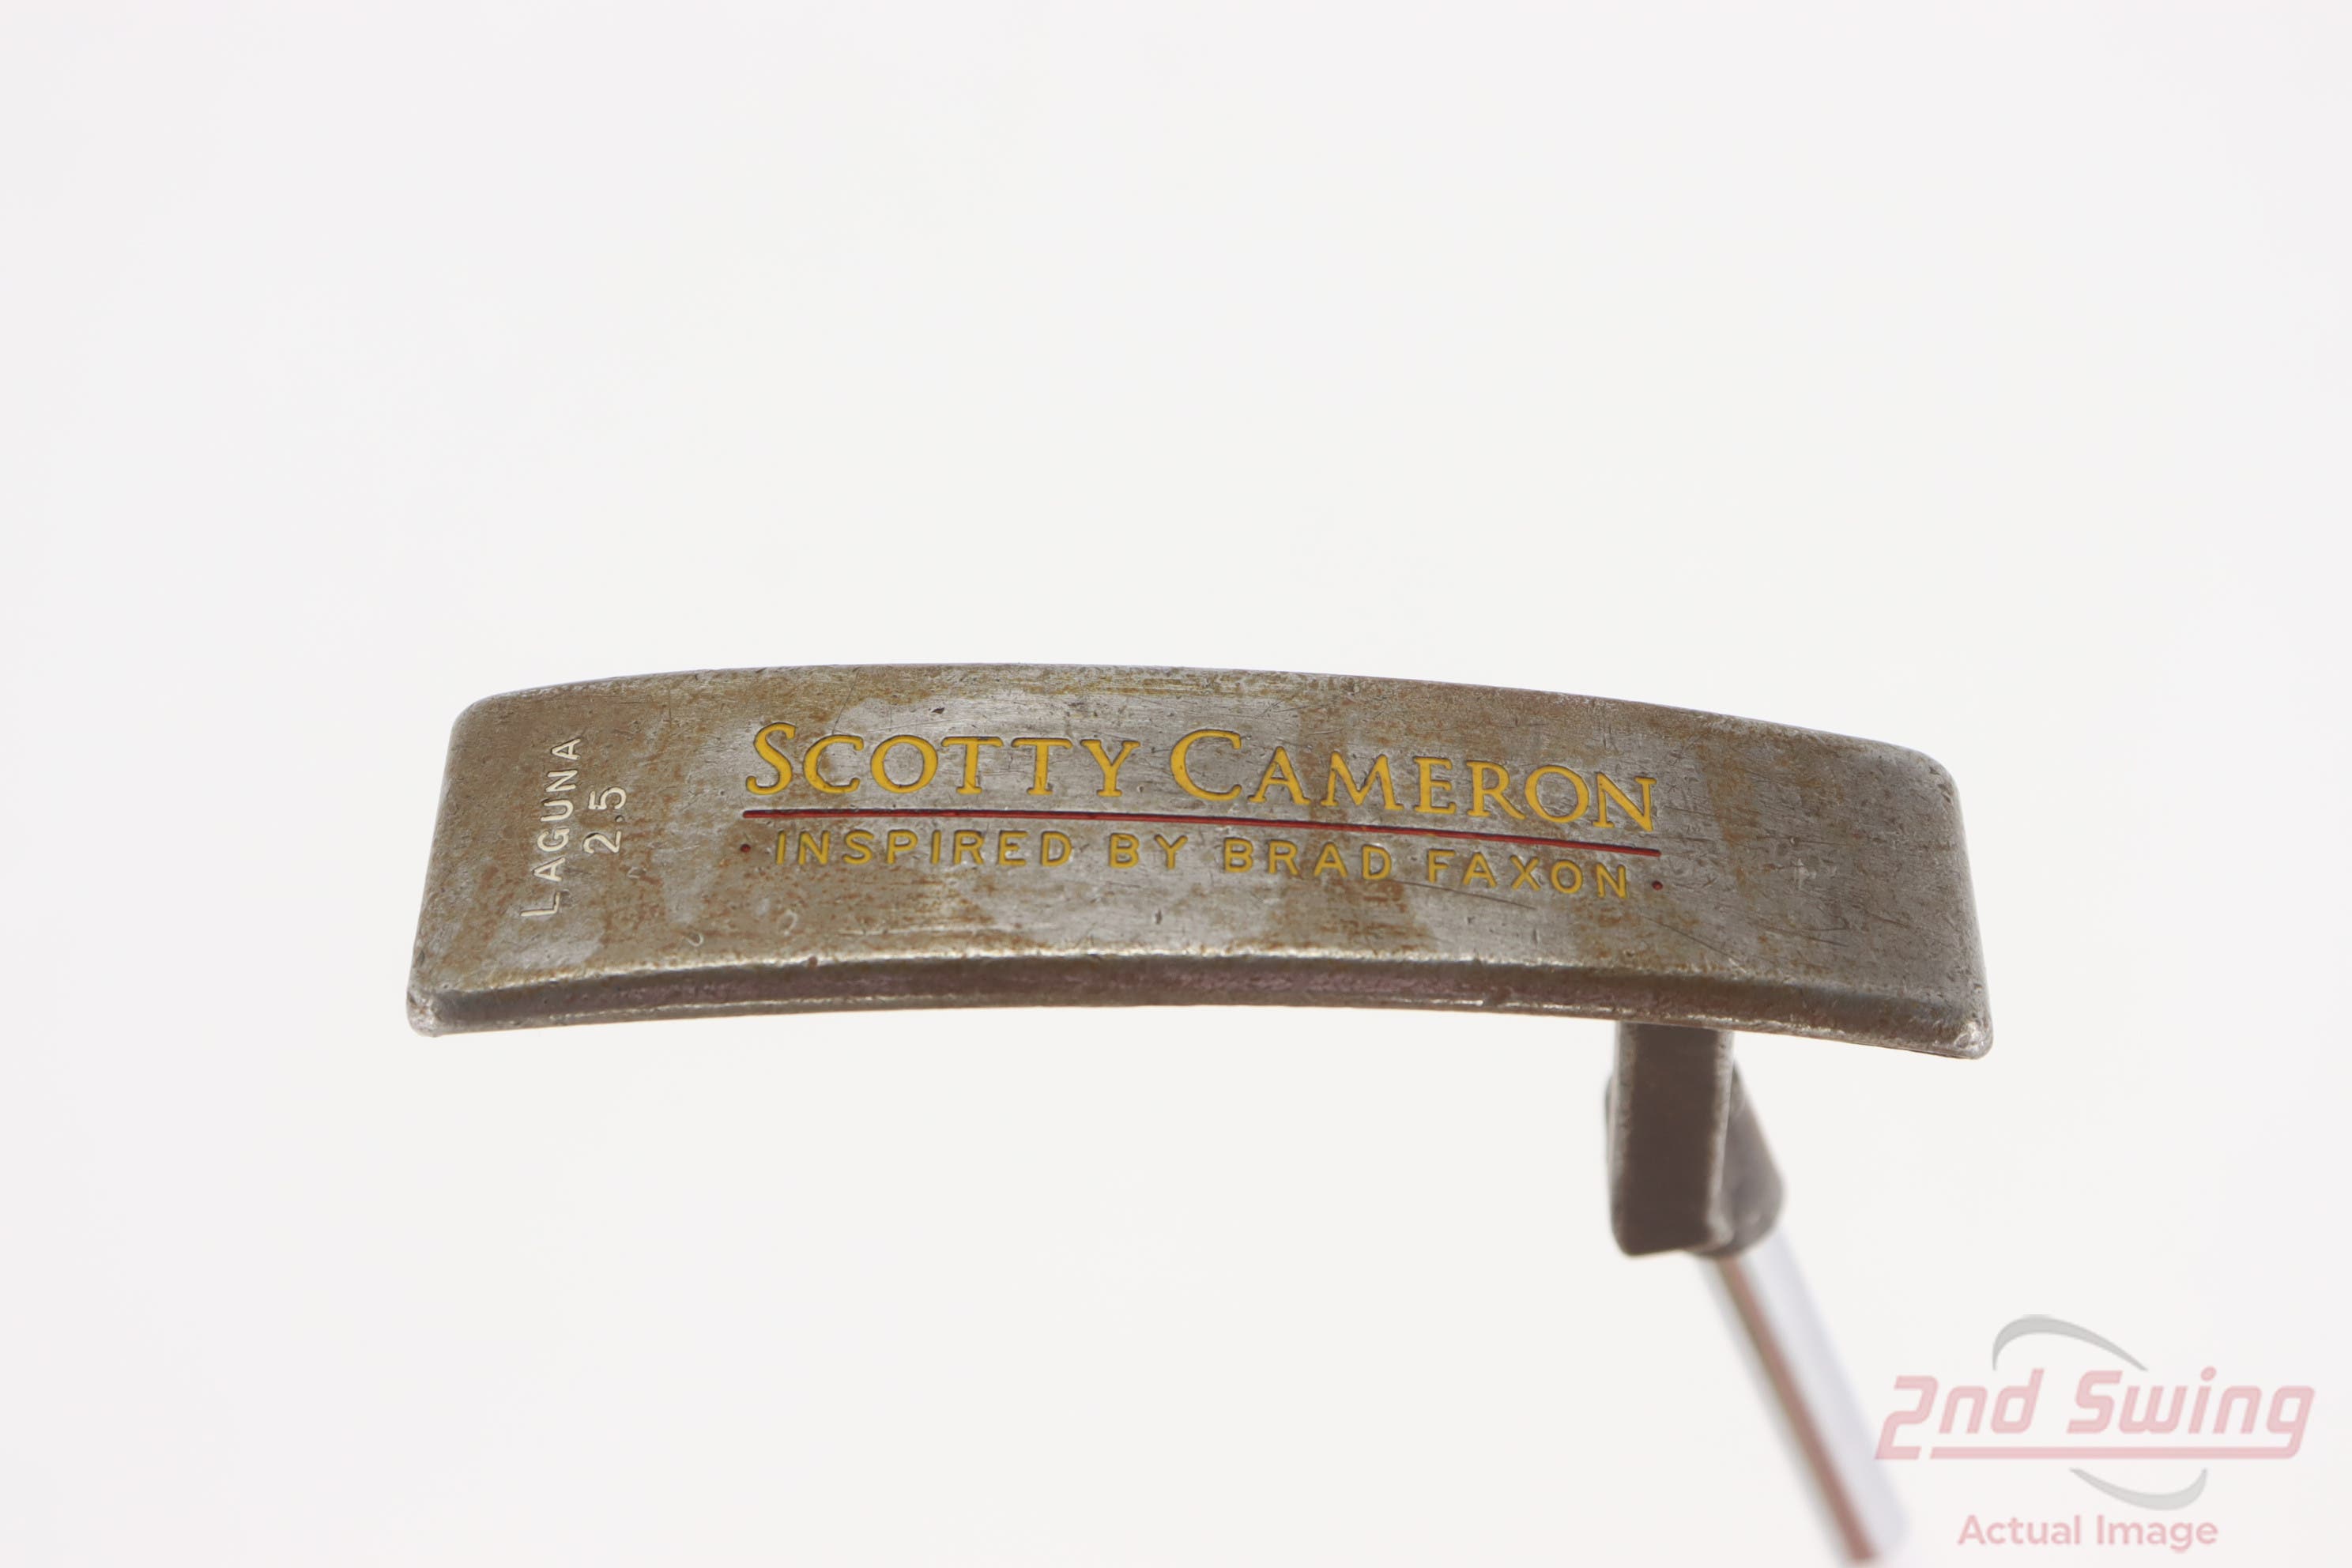 SCOTTY CAMERON
• INSPIRED BY BRAD FAXON •
LAGUNA
2.5
2nd Swing
Actual Image